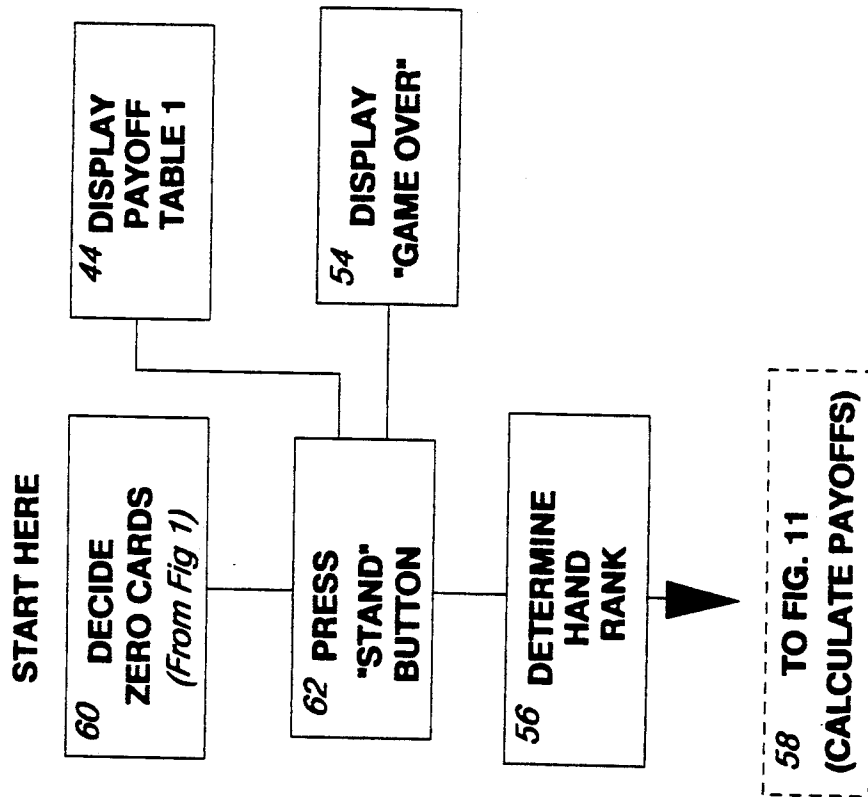 START HERE
60 DECIDE
ZERO CARDS
(From Fig 1)
62 PRESS
"STAND"
BUTTON
44 DISPLAY
PAYOFF
TABLE 1
54 DISPLAY
"GAME OVER"
56 DETERMINE
HAND
RANK
58 TO FIG. 11
(CALCULATE PAYOFFS)